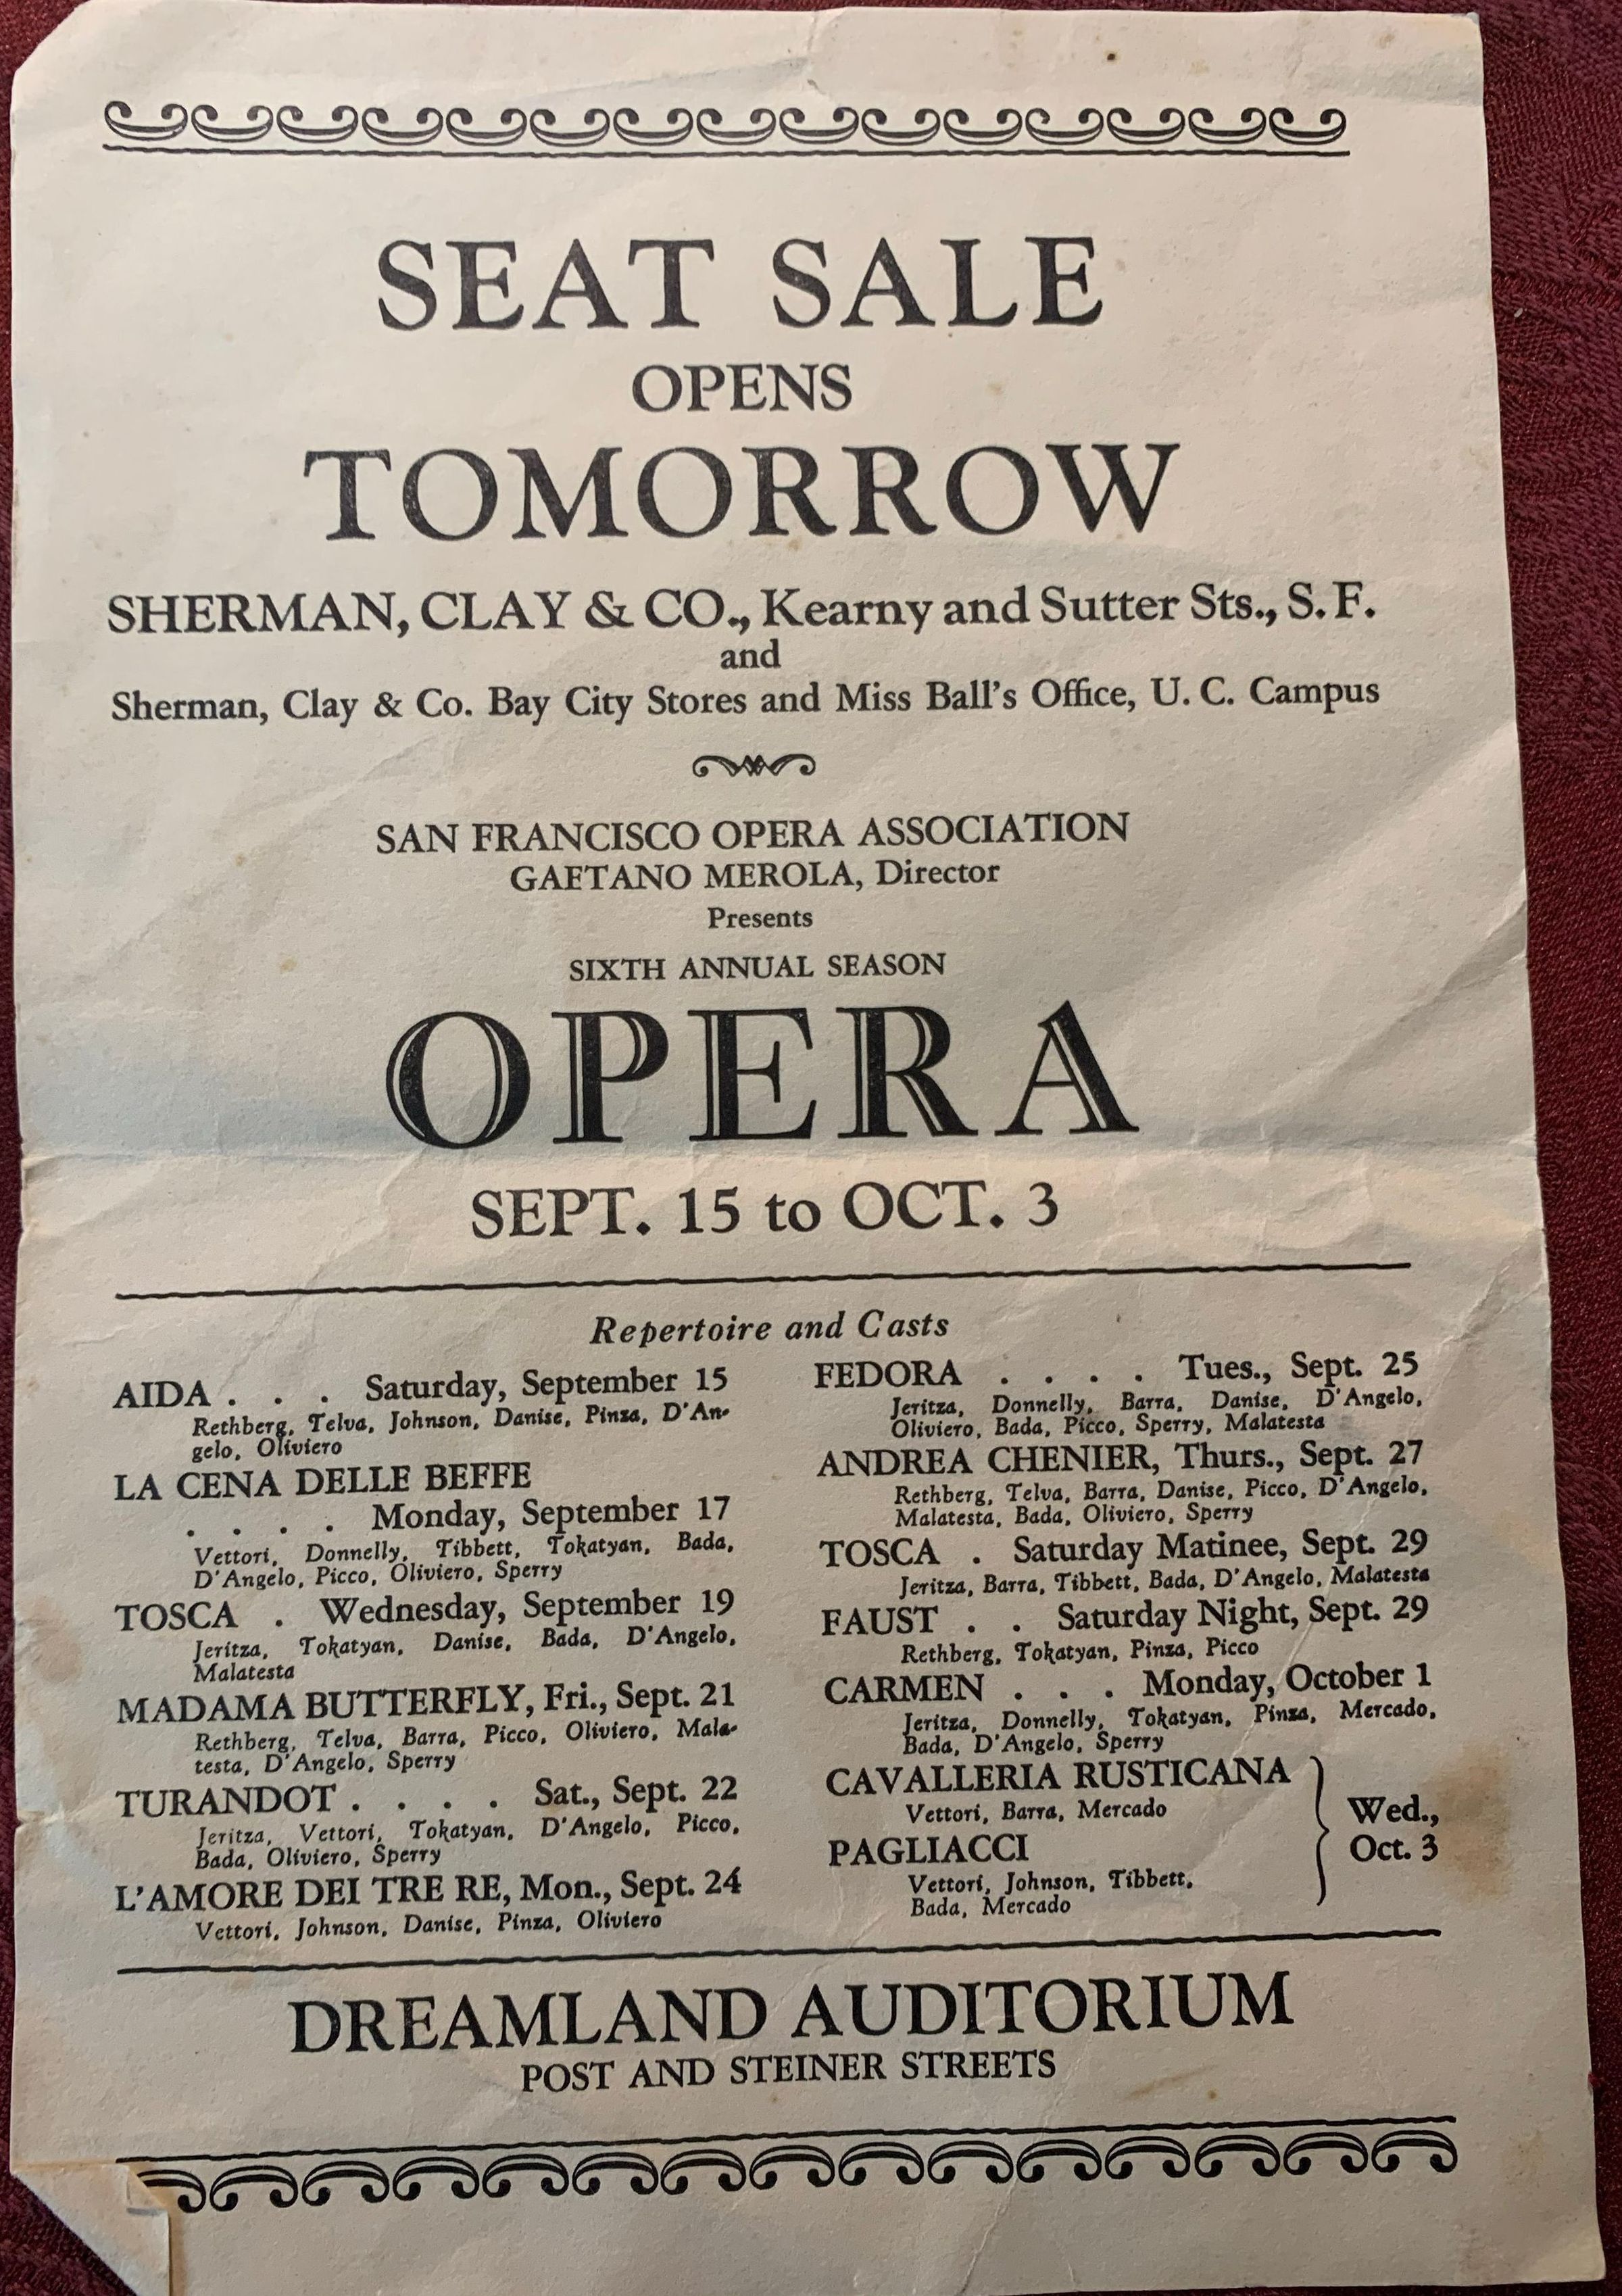 SEAT SALE
OPENS
TOMORROW
SHERMAN, CLAY & CO., Kearny and Sutter Sts., S. F.
and
Sherman, Clay & Co. Bay City Stores and Miss Ball's Office, U. C. Campus
SAN FRANCISCO OPERA ASSOCIATION
GAETANO MEROLA, Director
Presents
SIXTH ANNUAL SEASON
OPERA
SEPT. 15 to OCT. 3
Repertoire and Casts
AIDA . . . Saturday, September 15
Rethberg, Telva, Johnson, Danise, Pinza, D'An-
gelo, Oliviero
LA CENA DELLE BEFFE
. . . . Monday, September 17
Vettori, Donnelly, Tibbett, Tokatyan, Bada,
D'Angelo, Picco, Oliviero, Sperry
TOSCA . Wednesday, September 19
Jeritza, Tokatyan, Danise, Bada, D'Angelo,
Malatesta
MADAMA BUTTERFLY, Fri., Sept. 21
Rethberg, Telva, Barra, Picco, Oliviero, Mala-
testa, D'Angelo, Sperry
TURANDOT . . . . Sat., Sept. 22
Jeritza, Vettori, Tokatyan, D'Angelo, Picco,
Bada, Oliviero, Sperry
L'AMORE DEI TRE RE, Mon., Sept. 24
Vettori, Johnson, Danise, Pinza, Oliviero
FEDORA . . . . Tues., Sept. 25
Jeritza, Donnelly, Barra, Danise, D'Angelo,
Oliviero, Bada, Picco, Sperry, Malatesta
ANDREA CHENIER, Thurs., Sept. 27
Rethberg, Telva, Barra, Danise, Picco, D'Angelo,
Malatesta, Bada, Oliviero, Sperry
TOSCA . Saturday Matinee, Sept. 29
Jeritza, Barra, Tibbett, Bada, D'Angelo, Malatesta
FAUST . . Saturday Night, Sept. 29
Rethberg, Tokatyan, Pinza, Picco
CARMEN . . . Monday, October 1
Jeritza, Donnelly, Tokatyan, Pinza, Mercado,
Bada, D'Angelo, Sperry
CAVALLERIA RUSTICANA
Vettori, Barra, Mercado
PAGLIACCI
Vettori, Johnson, Tibbett,
Bada, Mercado
Wed.,
Oct. 3
DREAMLAND AUDITORIUM
POST AND STEINER STREETS